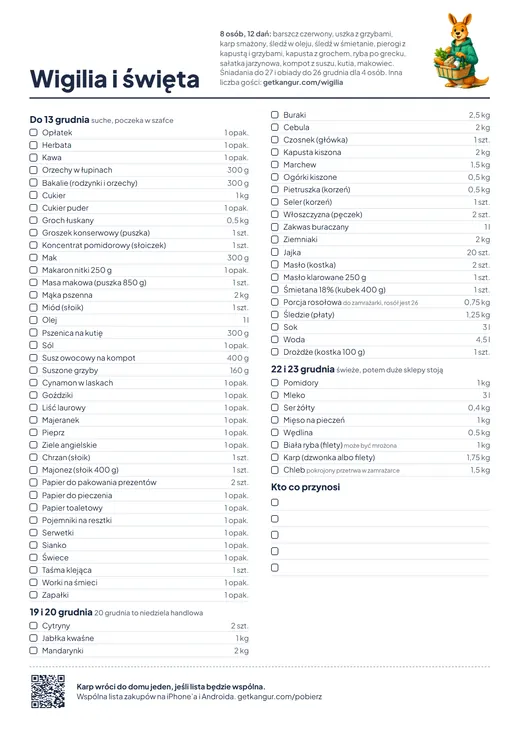 Wigilia i święta
8 osób, 12 dań: barszcz czerwony, uszka z grzybami,
karp smażony, śledź w oleju, śledź w śmietanie, pierogi z
kapustą i grzybami, kapusta z grochem, ryba po grecku,
sałatka jarzynowa, kompot z suszu, kutia, makowiec.
Śniadania do 27 i obiady do 26 grudnia dla 4 osób. Inna
liczba gości: getkangur.com/wigilia
Do 13 grudnia suche, poczeka w szafce
Opłatek 1 opak.
Herbata 1 opak.
Kawa 1 opak.
Orzechy w łupinach 300 g
Bakalie (rodzynki i orzechy) 300 g
Cukier 1 kg
Cukier puder 1 opak.
Groch łuskany 0,5 kg
Groszek konserwowy (puszka) 1 szt.
Koncentrat pomidorowy (słoiczek) 1 szt.
Mak 300 g
Makaron nitki 250 g 1 opak.
Masa makowa (puszka 850 g) 1 szt.
Mąka pszenna 2 kg
Miód (słoik) 1 szt.
Olej 1 l
Pszenica na kutię 300 g
Sól 1 opak.
Susz owocowy na kompot 400 g
Suszone grzyby 160 g
Cynamon w laskach 1 opak.
Goździki 1 opak.
Liść laurowy 1 opak.
Majeranek 1 opak.
Pieprz 1 opak.
Ziele angielskie 1 opak.
Chrzan (słoik) 1 szt.
Majonez (słoik 400 g) 1 szt.
Papier do pakowania prezentów 2 szt.
Papier do pieczenia 1 opak.
Papier toaletowy 1 opak.
Pojemniki na resztki 1 opak.
Serwetki 1 opak.
Sianko 1 opak.
Świece 1 opak.
Taśma klejąca 1 szt.
Worki na śmieci 1 opak.
Zapałki 1 opak.
19 i 20 grudnia 20 grudnia to niedziela handlowa
Cytryny 2 szt.
Jabłka kwaśne 1 kg
Mandarynki 2 kg
Buraki 2,5 kg
Cebula 2 kg
Czosnek (główka) 1 szt.
Kapusta kiszona 2 kg
Marchew 1,5 kg
Ogórki kiszone 0,5 kg
Pietruszka (korzeń) 0,5 kg
Seler (korzeń) 1 szt.
Włoszczyzna (pęczek) 2 szt.
Zakwas buraczany 1 l
Ziemniaki 2 kg
Jajka 20 szt.
Masło (kostka) 2 szt.
Masło klarowane 250 g 1 szt.
Śmietana 18% (kubek 400 g) 1 szt.
Porcja rosołowa do zamrażarki, rosół jest 26 0,75 kg
Śledzie (płaty) 1,25 kg
Sok 3 l
Woda 4,5 l
Drożdże (kostka 100 g) 1 szt.
22 i 23 grudnia świeże, potem duże sklepy stoją
Pomidory 1 kg
Mleko 3 l
Ser żółty 0,4 kg
Mięso na pieczeń 1 kg
Wędlina 0,5 kg
Biała ryba (filety) może być mrożona 1 kg
Karp (dzwonka albo filety) 1,75 kg
Chleb pokrojony przetrwa w zamrażarce 1,5 kg
Kto co przynosi
Karp wróci do domu jeden, jeśli lista będzie wspólna.
Wspólna lista zakupów na iPhone'a i Androida. getkangur.com/pobierz